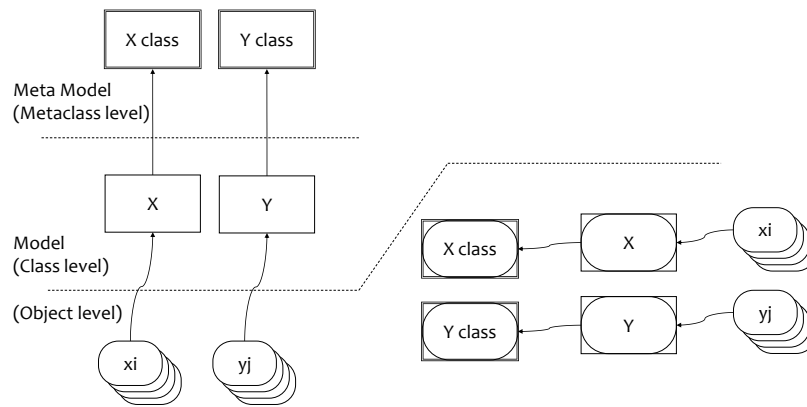 X class
Y class
Meta Model
(Metaclass level)
X
Y
Model
(Class level)
(Object level)
xi
yj
X class
X
xi
Y class
Y
yj